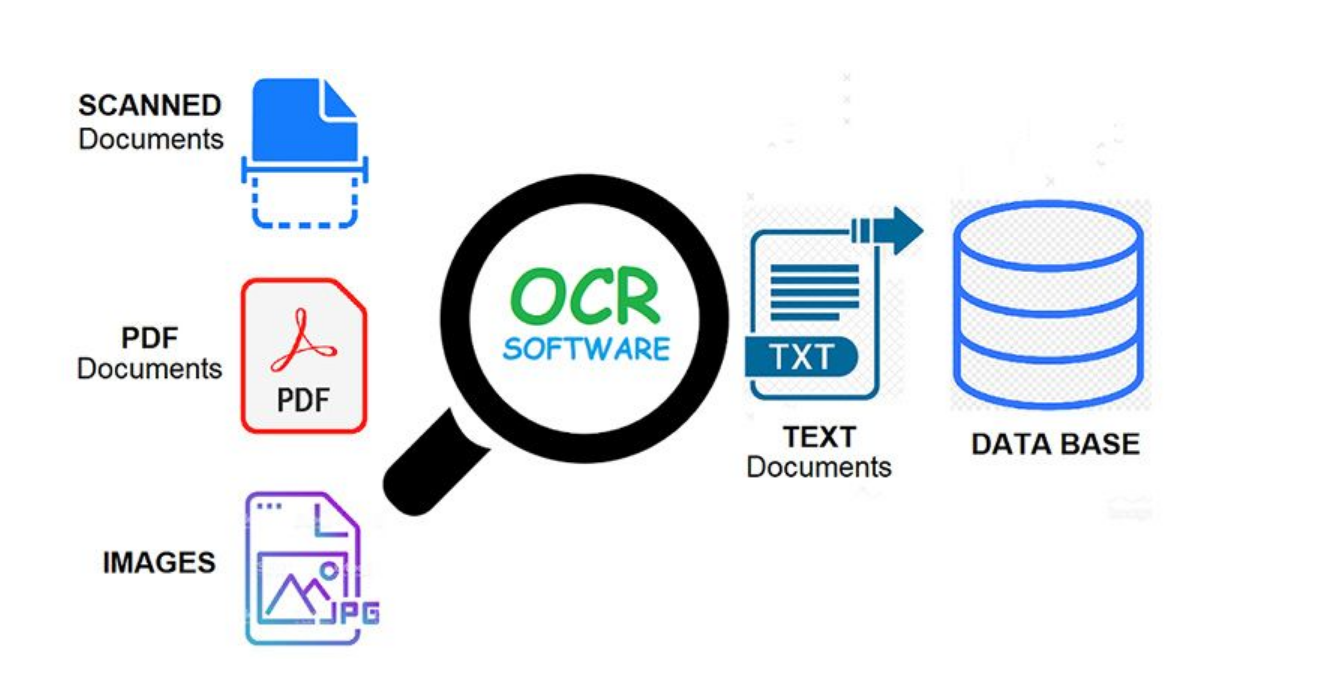 SCANNED
Documents
PDF
Documents
PDF
IMAGES
JPG
OCR
SOFTWARE
TXT
TEXT
Documents
DATA BASE